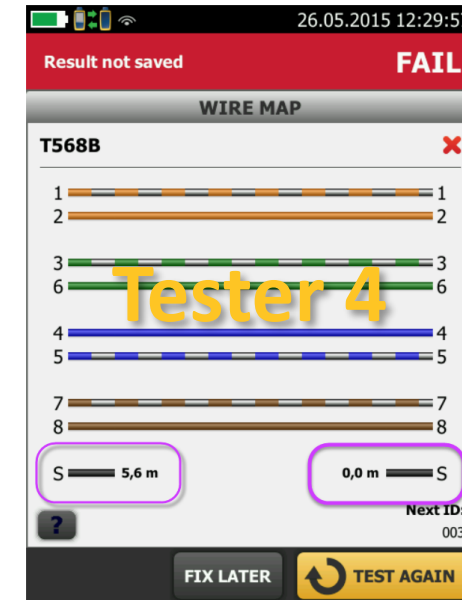 26.05.2015 12:29:5
Result not saved FAIL
WIRE MAP
T568B
1 1
2 2
3 3
6 6
Tester 4
4 4
5 5
7 7
8 8
S 5,6 m 0,0 m S
Next ID:
? 003
FIX LATER TEST AGAIN